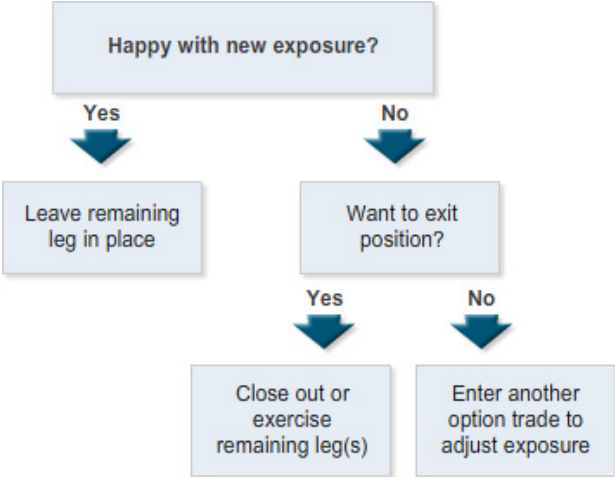 Happy with new exposure?
Yes
No
Leave remaining
leg in place
Want to exit
position?
Yes
No
Close out or
exercise
remaining leg(s)
Enter another
option trade to
adjust exposure